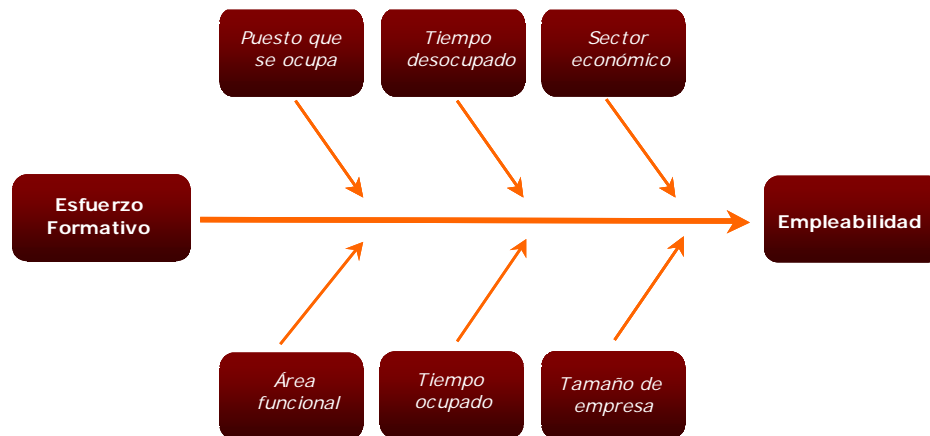 Puesto que
se ocupa
Tiempo
desocupado
Sector
económico
Esfuerzo
Formativo
Empleabilidad
Área
funcional
Tiempo
ocupado
Tamaño de
empresa